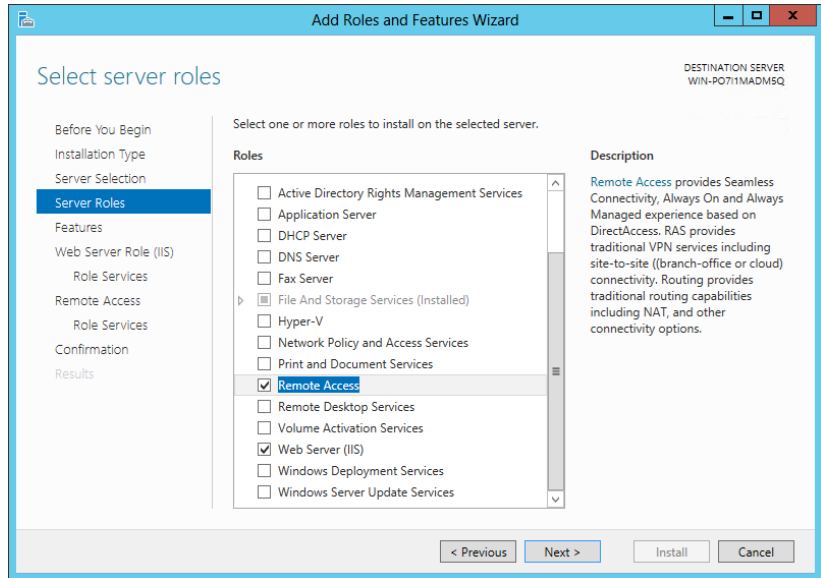 Add Roles and Features Wizard
Select server roles
DESTINATION SERVER
WIN-PO7I1MADM5Q
Before You Begin
Installation Type
Server Selection
Server Roles
Features
Web Server Role (IIS)
Role Services
Remote Access
Role Services
Confirmation
Results
Select one or more roles to install on the selected server.
Roles
Active Directory Rights Management Services
Application Server
DHCP Server
DNS Server
Fax Server
File And Storage Services (Installed)
Hyper-V
Network Policy and Access Services
Print and Document Services
Remote Access
Remote Desktop Services
Volume Activation Services
Web Server (IIS)
Windows Deployment Services
Windows Server Update Services
Description
Remote Access provides Seamless
Connectivity, Always On and Always
Managed experience based on
DirectAccess. RAS provides
traditional VPN services including
site-to-site ((branch-office or cloud)
connectivity. Routing provides
traditional routing capabilities
including NAT, and other
connectivity options.
< Previous
Next >
Install
Cancel